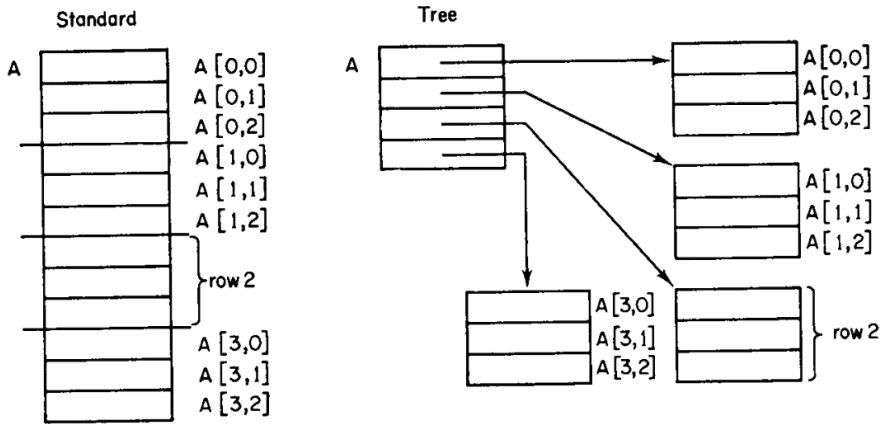 Standard
A
A[0,0]
A[0,1]
A[0,2]
A[1,0]
A[1,1]
A[1,2]
row 2
A[3,0]
A[3,1]
A[3,2]
Tree
A
A[0,0]
A[0,1]
A[0,2]
A[1,0]
A[1,1]
A[1,2]
A[3,0]
A[3,1]
A[3,2]
row 2